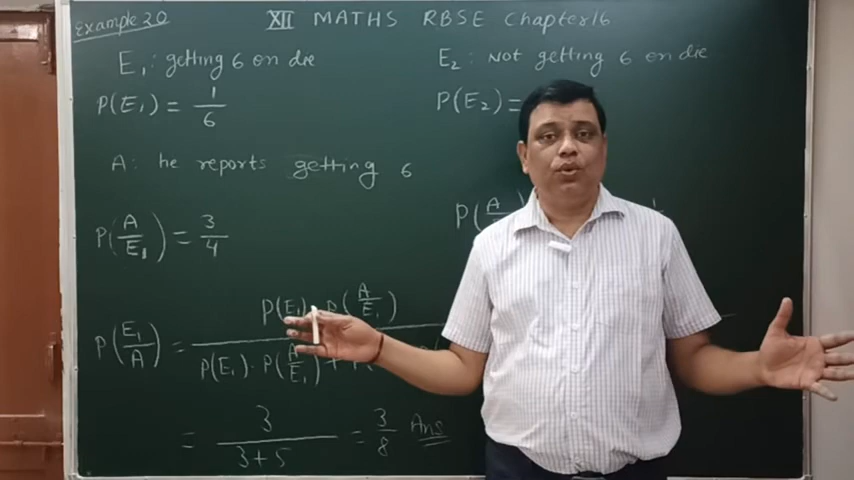 Example 20
XII MATHS RBSE Chapter 16
E₁ : getting 6 on die
E₂ : Not getting 6 on die
P(E₁) = 1/6
P(E₂) =
A : he reports getting 6
P(A/E₁) = 3/4
P(A/
P(E₁/A) = P(E₁) · P(A/E₁) / P(E₁) · P(A/E₁) +
= 3/(3+5) = 3/8 Ans